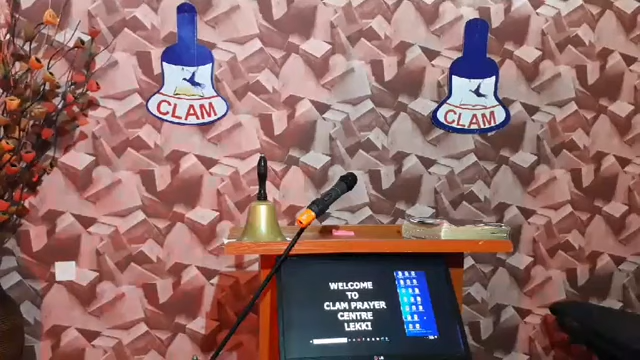 CLAM
CLAM
WELCOME
TO
CLAM PRAYER
CENTRE
LEKKI